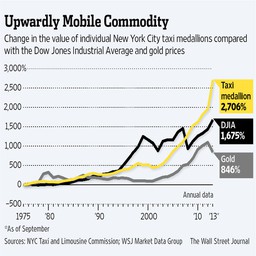 Upwardly Mobile Commodity
Change in the value of individual New York City taxi medallions compared
with the Dow Jones Industrial Average and gold prices
3,000%
2,500
2,000
1,500
1,000
500
0
-500
Taxi
medallion
2,706%
DJIA
1,675%
Gold
846%
Annual data
1975 '80 '90 2000 '10 '13*
*As of September
Sources: NYC Taxi and Limousine Commission; WSJ Market Data Group The Wall Street Journal